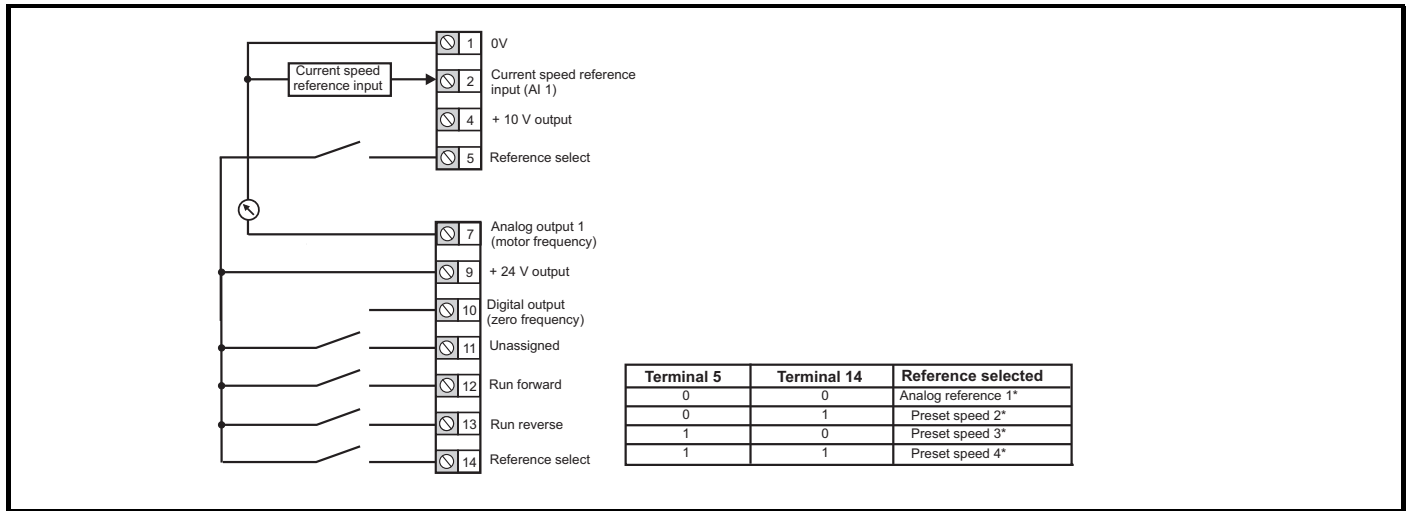 1 0V
Current speed
reference input
2 Current speed reference
input (AI 1)
4 + 10 V output
5 Reference select
7 Analog output 1
(motor frequency)
9 + 24 V output
10 Digital output
(zero frequency)
11 Unassigned
12 Run forward
13 Run reverse
14 Reference select
Terminal 5 Terminal 14 Reference selected
0 0 Analog reference 1*
0 1 Preset speed 2*
1 0 Preset speed 3*
1 1 Preset speed 4*